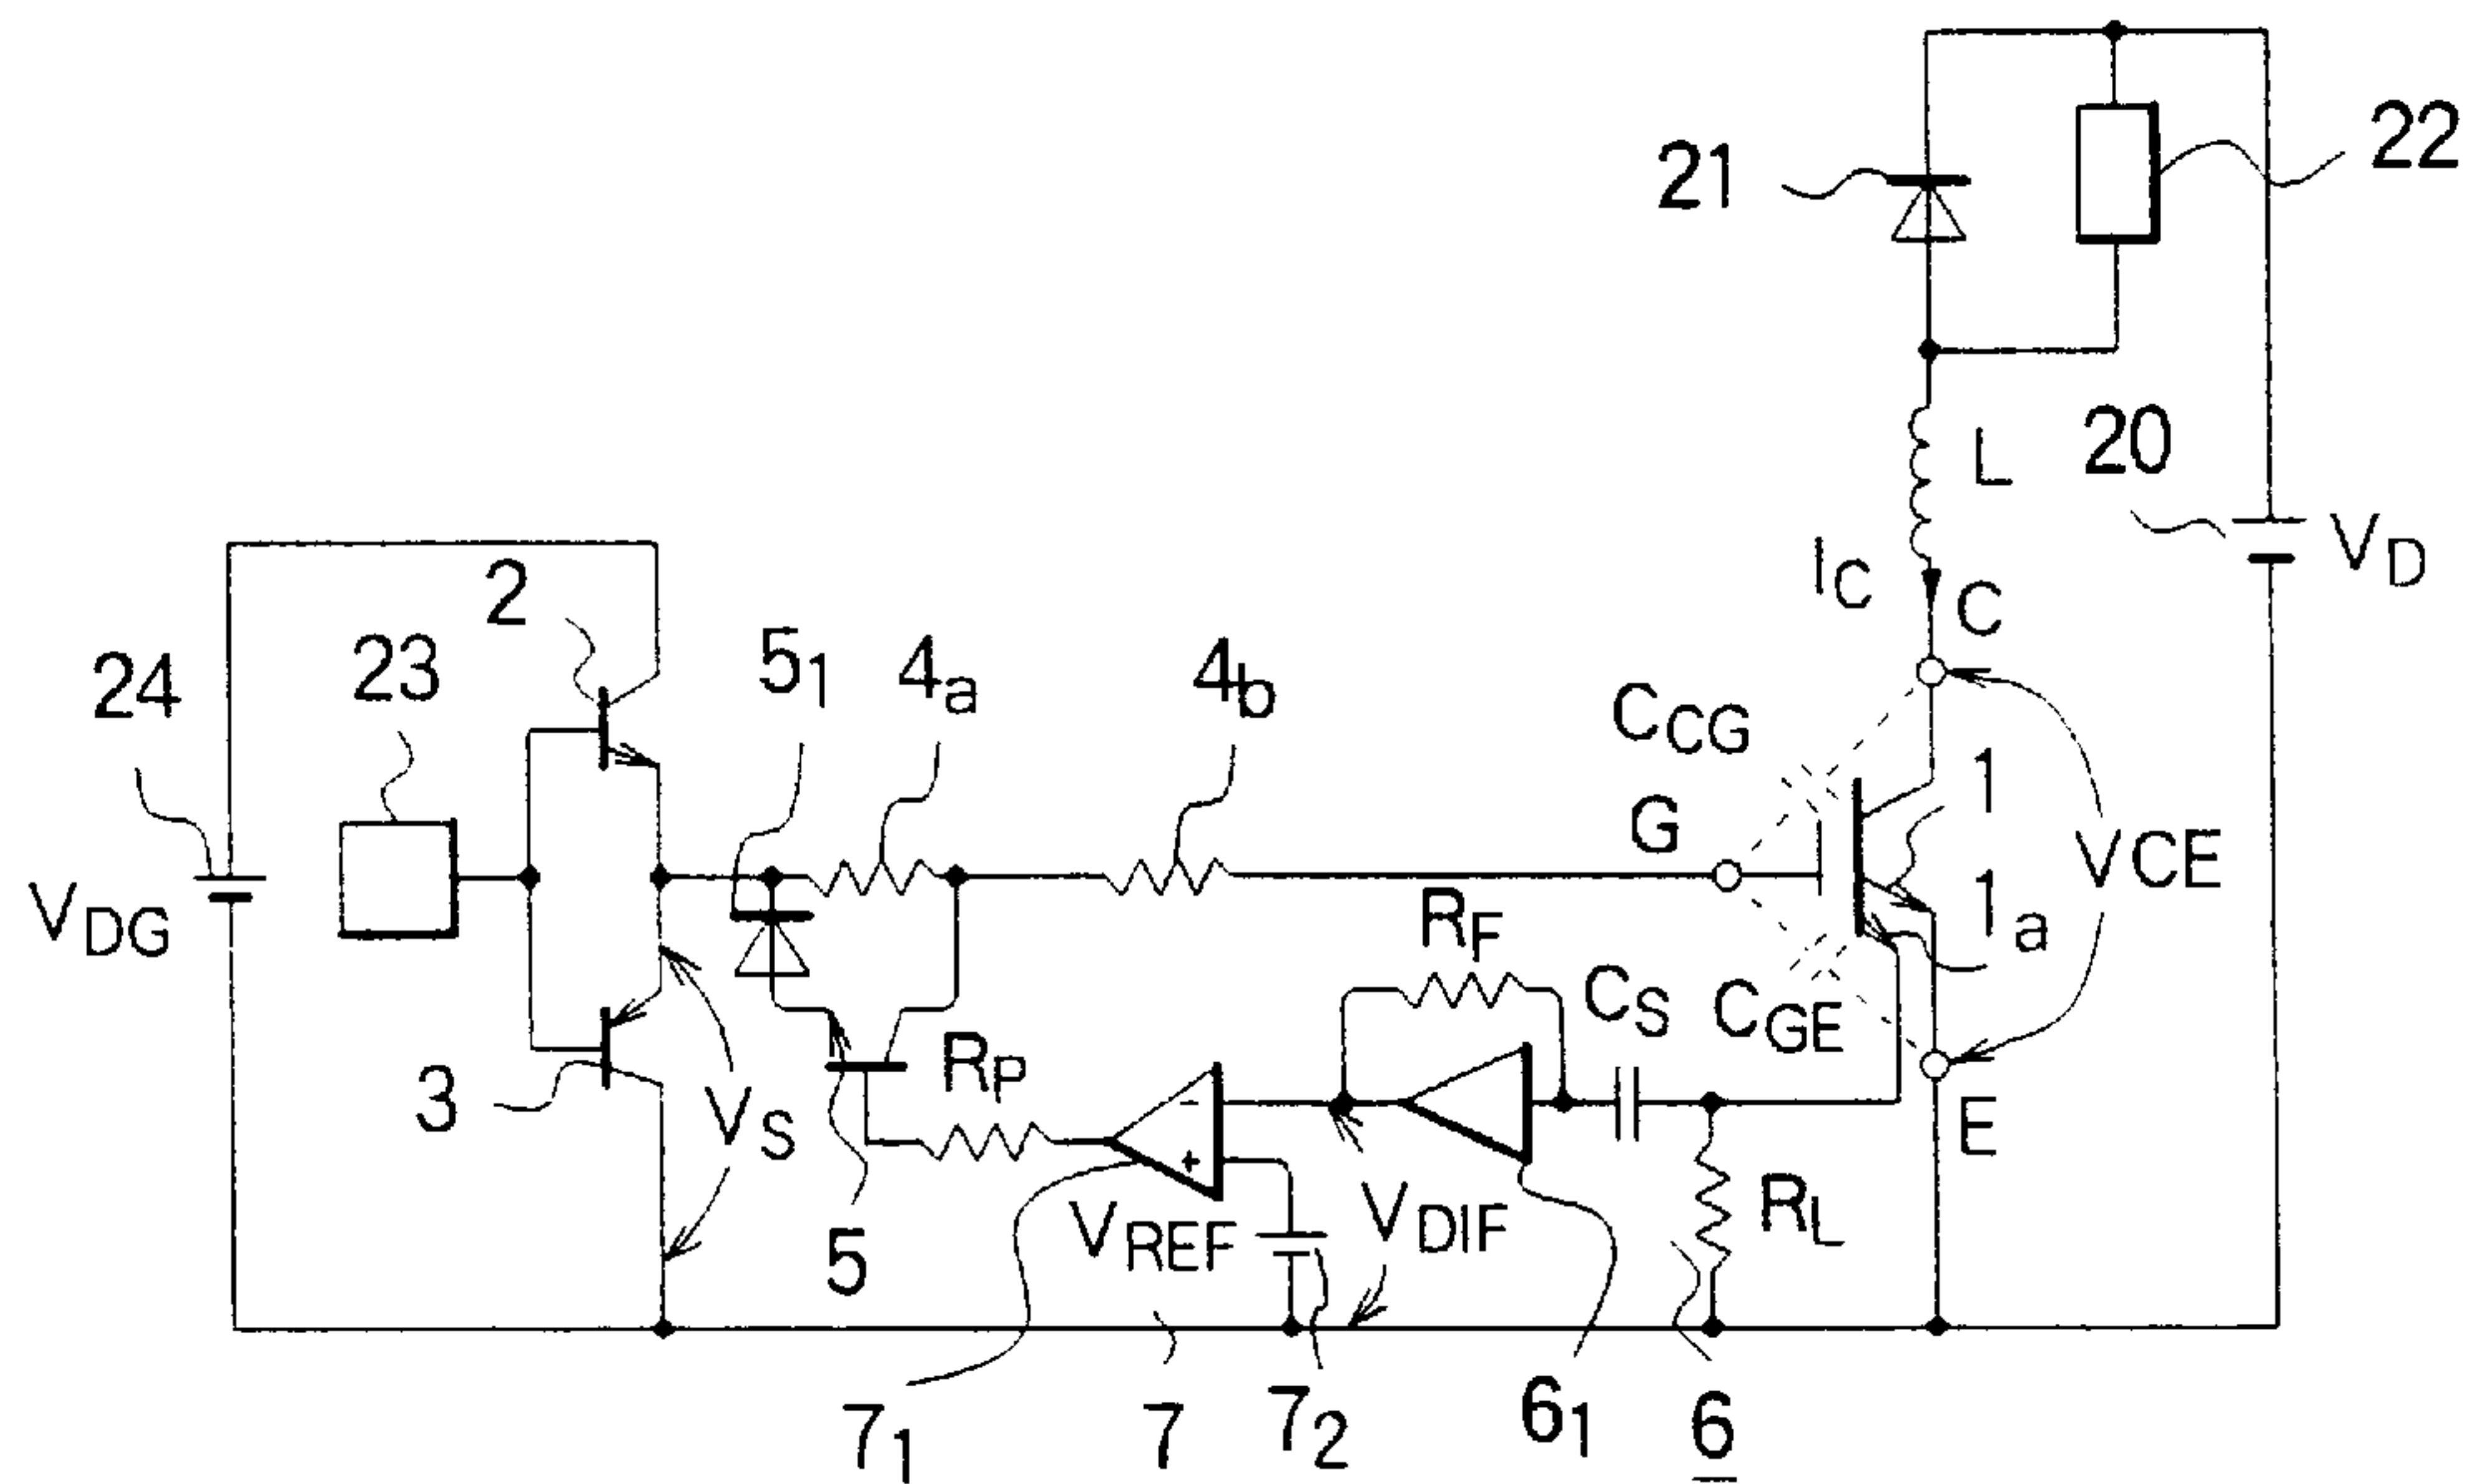 22
21
20
L
V_D
I_C
C
2
5_1
4_a
4_b
24
23
C_CG
1
G
V_CE
V_DG
R_F
1_a
C_S
C_GE
R_P
3
V_S
-
+
E
R_L
V_REF
V_DIF
5
7_1
7
7_2
6_1
6